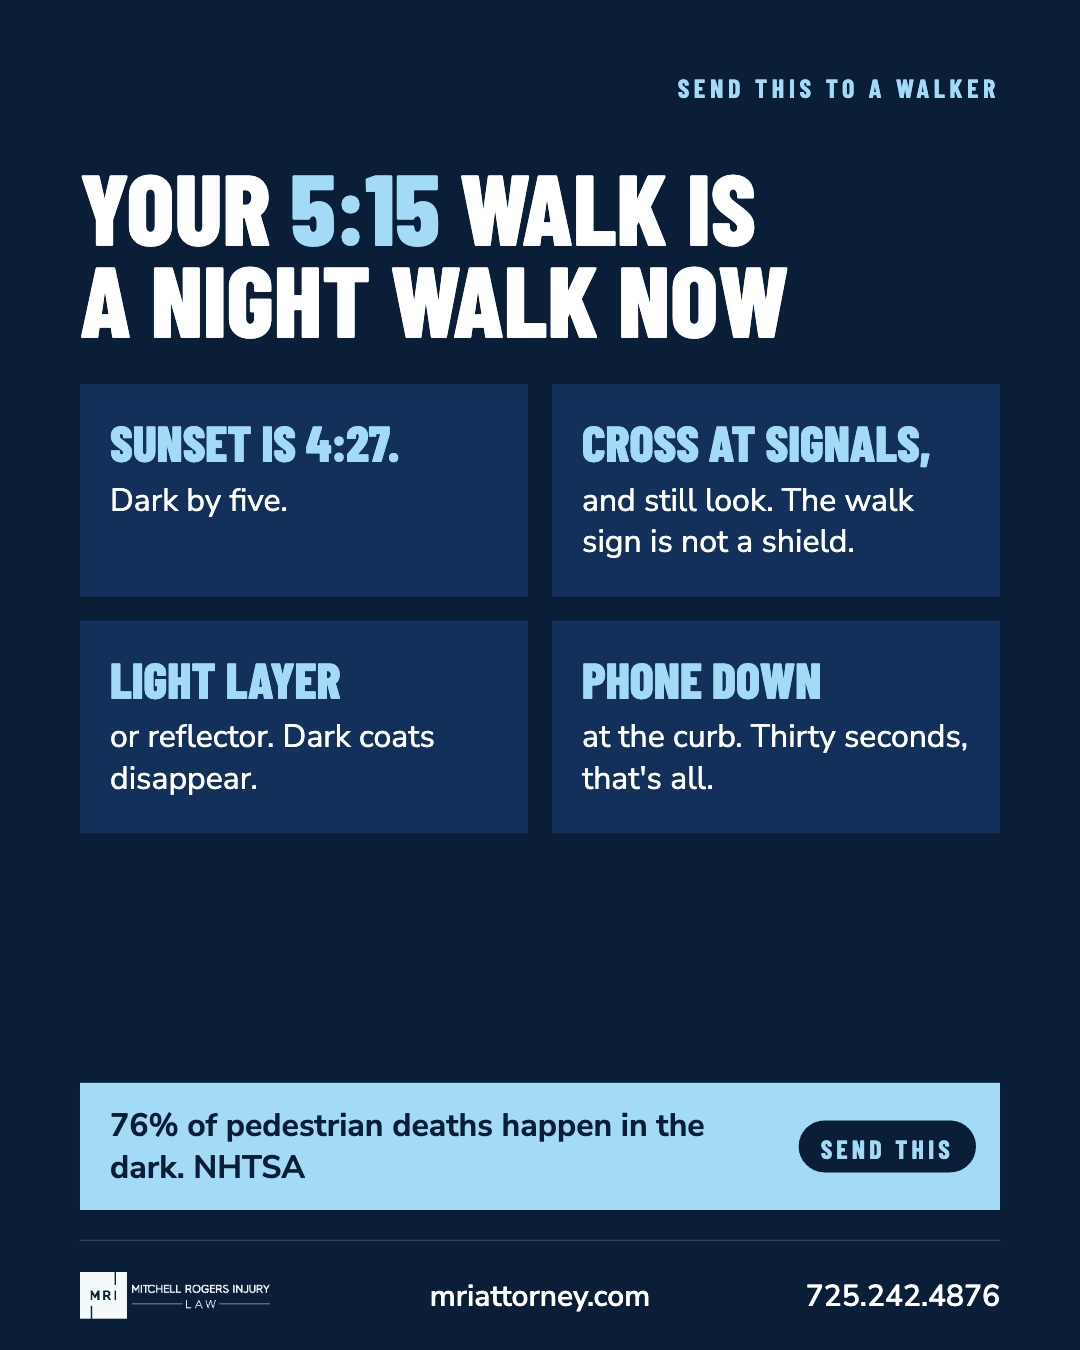 SEND THIS TO A WALKER
YOUR 5:15 WALK IS
A NIGHT WALK NOW
SUNSET IS 4:27.
Dark by five.
CROSS AT SIGNALS,
and still look. The walk
sign is not a shield.
LIGHT LAYER
or reflector. Dark coats
disappear.
PHONE DOWN
at the curb. Thirty seconds,
that's all.
76% of pedestrian deaths happen in the
dark. NHTSA
SEND THIS
MRI
MITCHELL ROGERS INJURY
LAW
mriattorney.com
725.242.4876